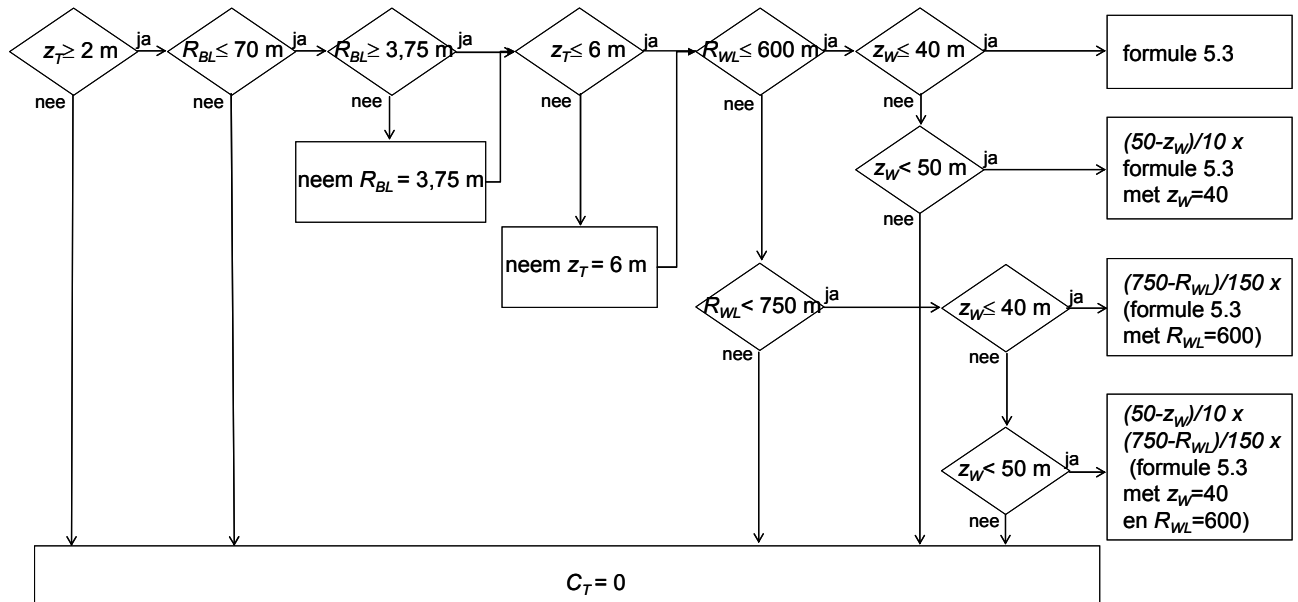 z_T ≥ 2 m
ja
nee
R_BL ≤ 70 m
ja
nee
R_BL ≥ 3,75 m
ja
nee
neem R_BL = 3,75 m
z_T ≤ 6 m
ja
nee
neem z_T = 6 m
R_WL ≤ 600 m
ja
nee
z_W ≤ 40 m
ja
nee
formule 5.3
z_W < 50 m
ja
nee
(50-z_W)/10 x
formule 5.3
met z_W=40
R_WL < 750 m
ja
nee
z_W ≤ 40 m
ja
nee
(750-R_WL)/150 x
(formule 5.3
met R_WL=600)
z_W < 50 m
ja
nee
(50-z_W)/10 x
(750-R_WL)/150 x
(formule 5.3
met z_W=40
en R_WL=600)
C_T = 0